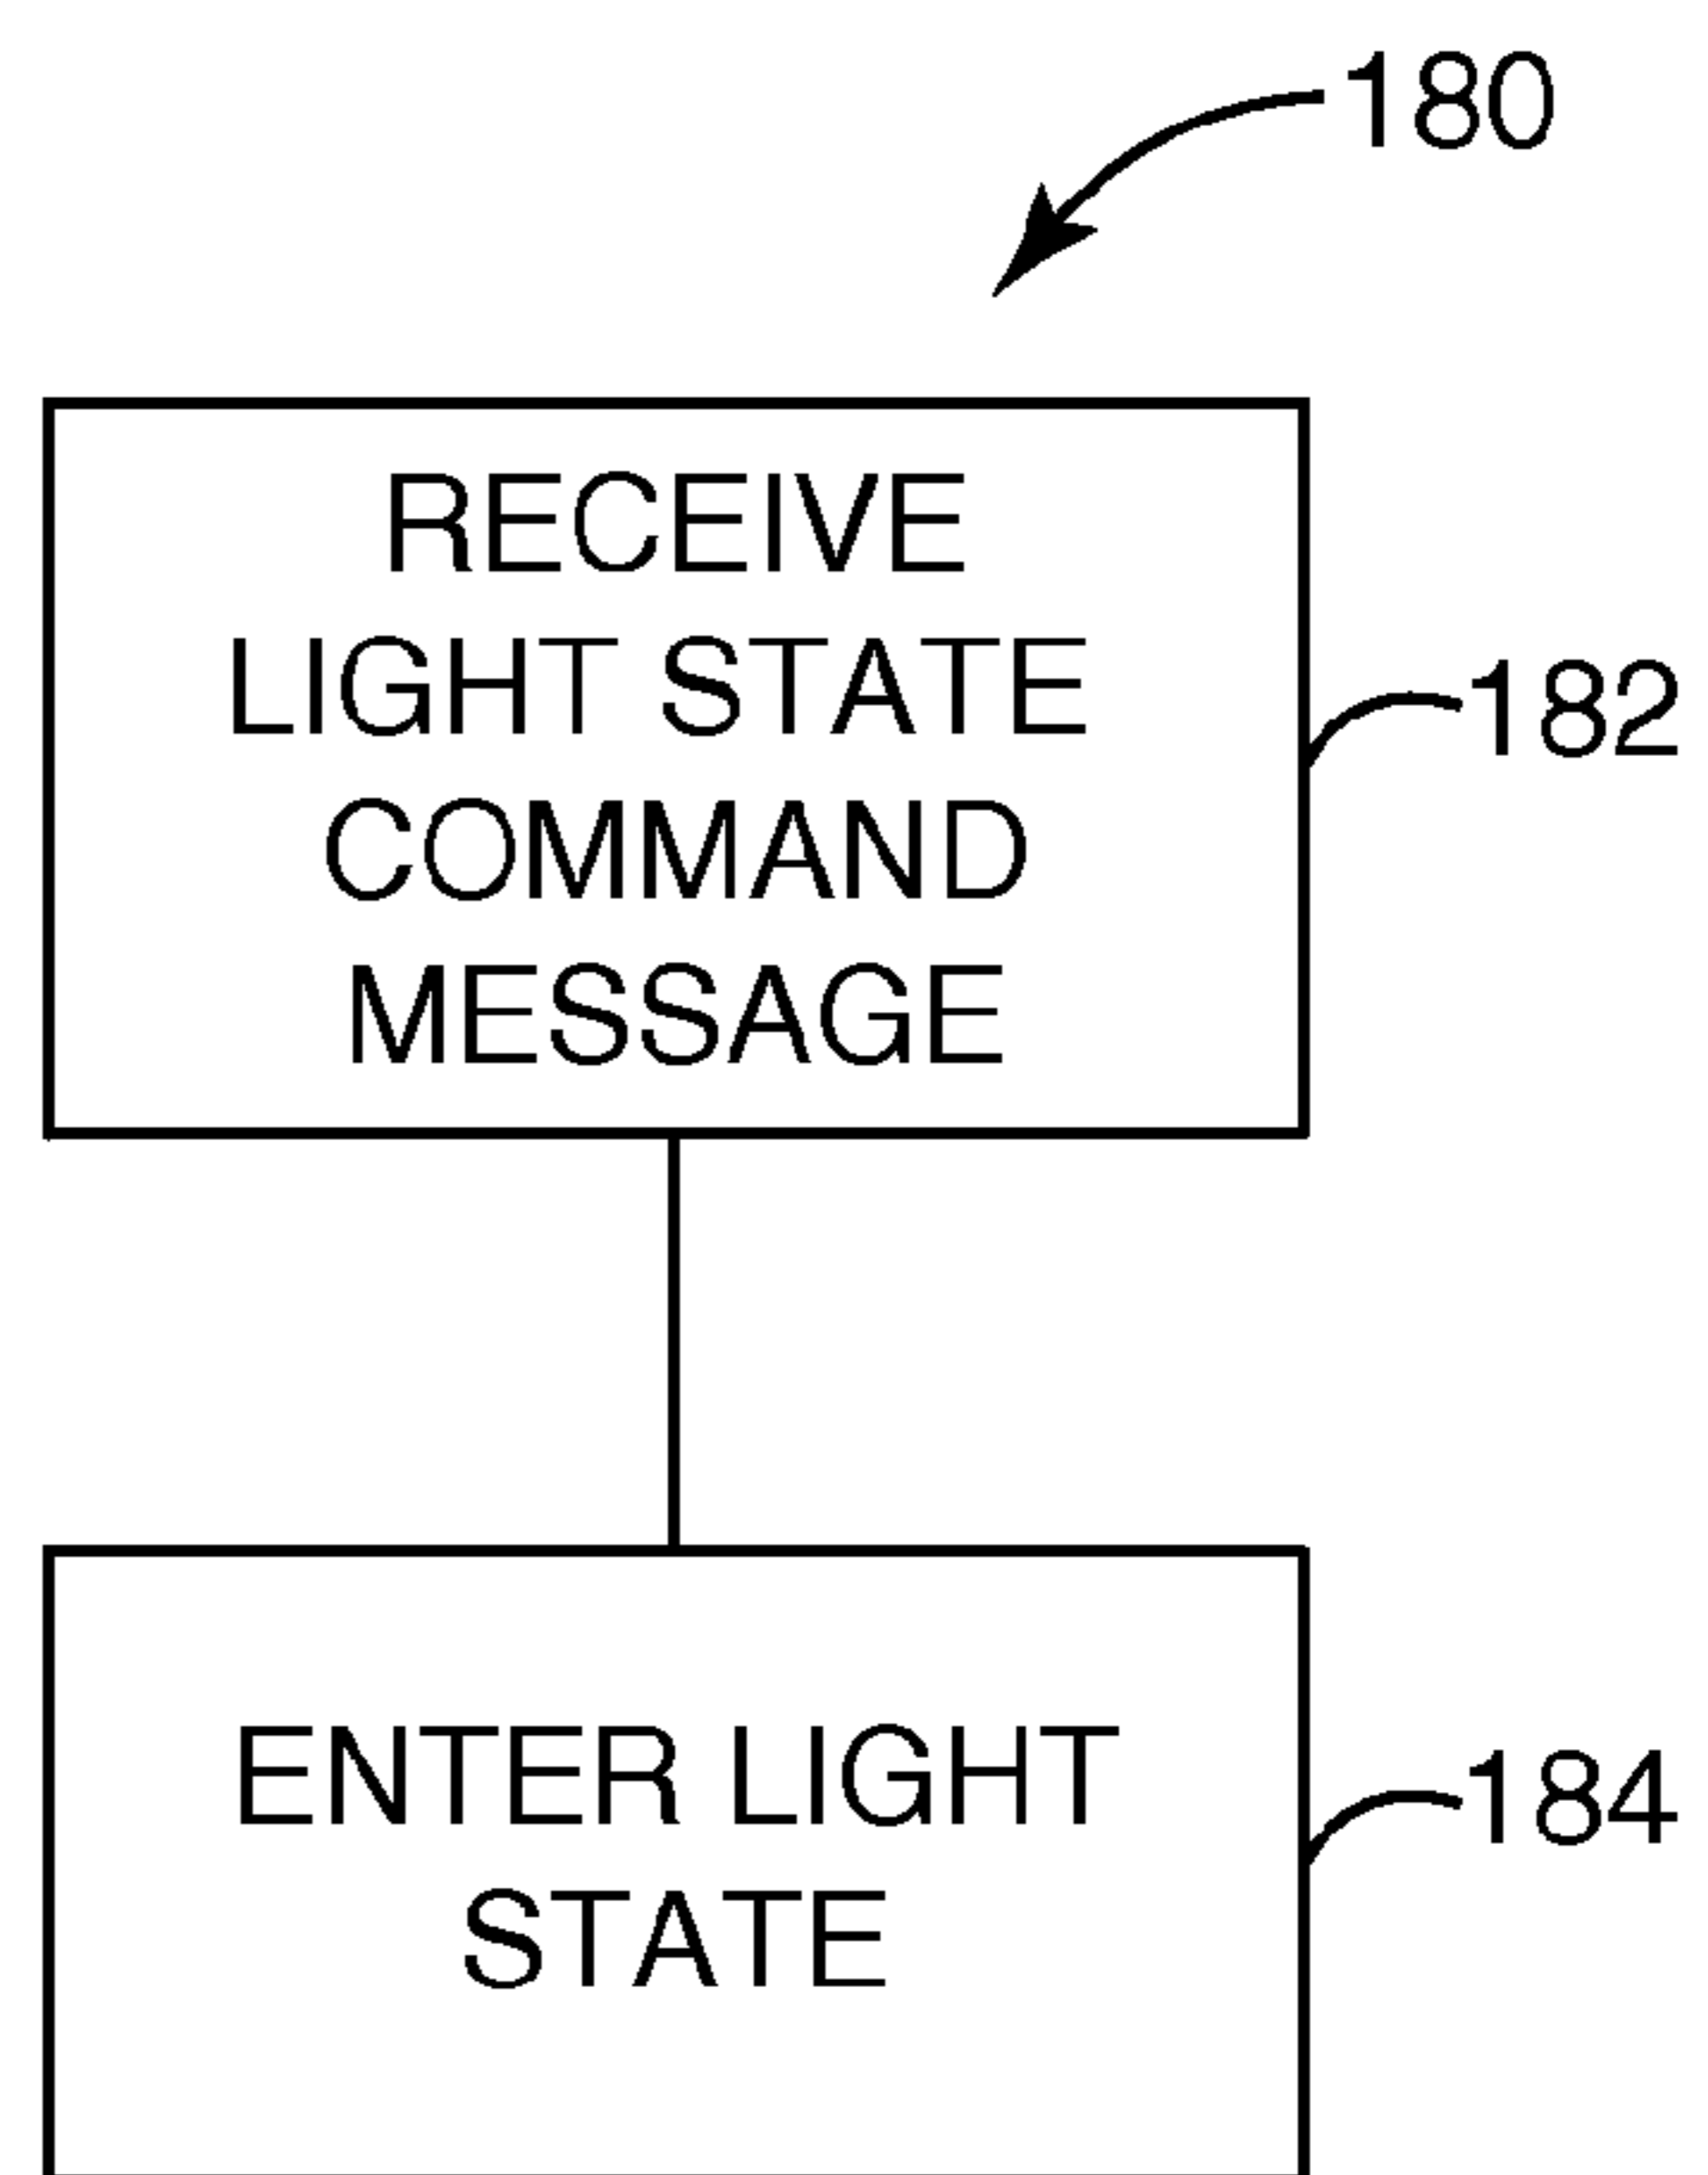 180
RECEIVE
LIGHT STATE
COMMAND
MESSAGE
182
ENTER LIGHT
STATE
184